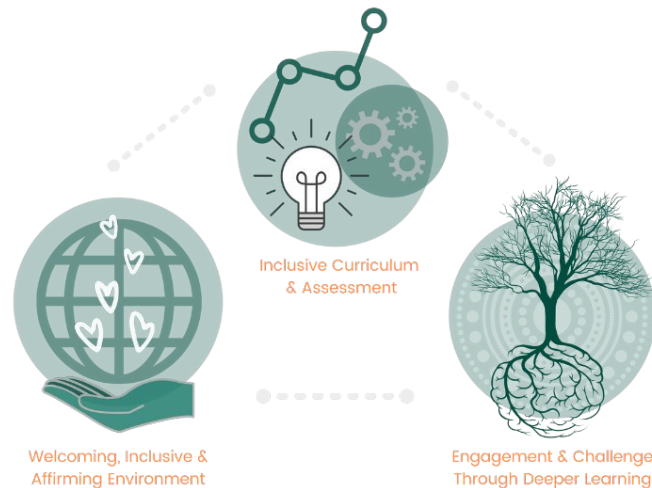 Inclusive Curriculum
& Assessment
Welcoming, Inclusive &
Affirming Environment
Engagement & Challenge
Through Deeper Learning